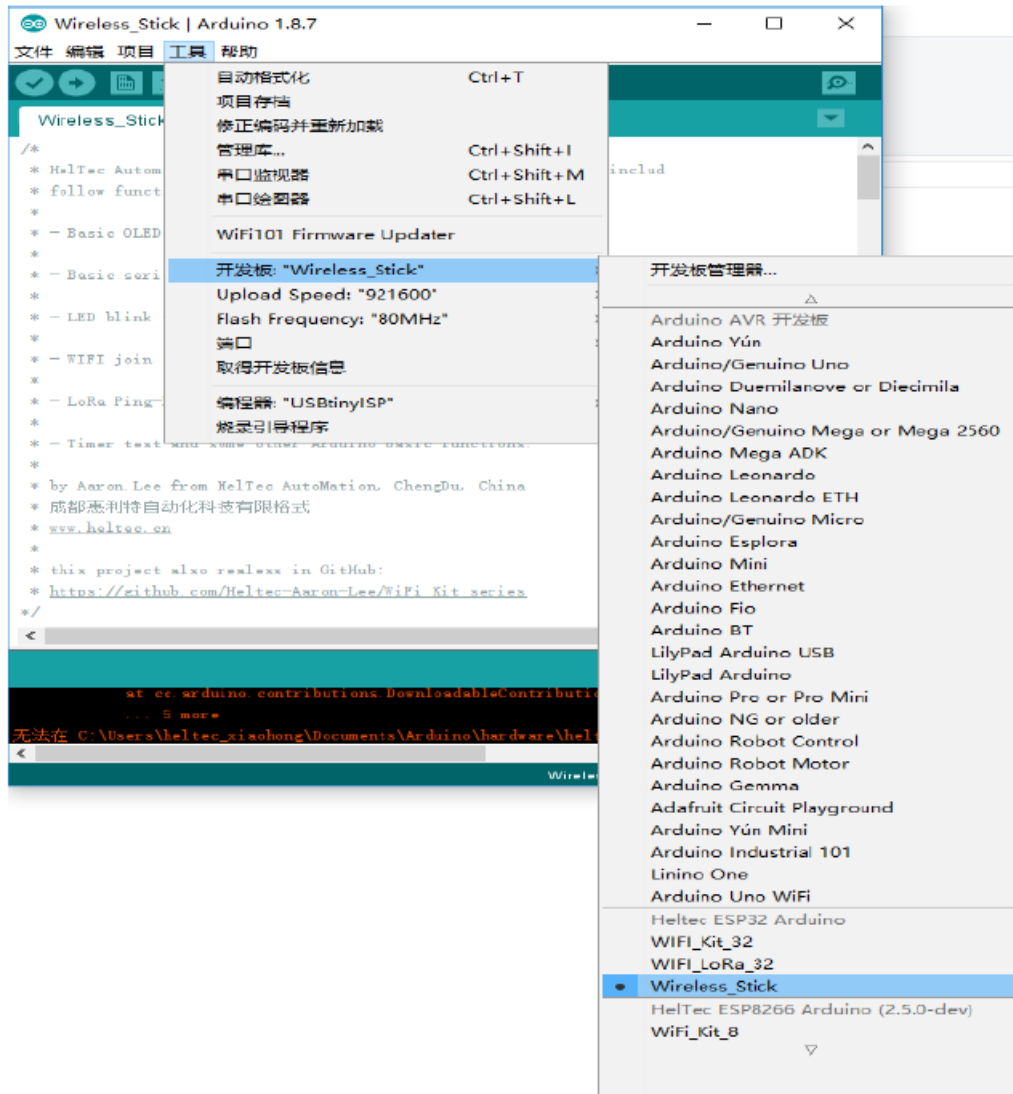 Wireless_Stick | Arduino 1.8.7
文件 编辑 项目 工具 帮助
Wireless_Stick
/*
* HelTec Autom
includ
* follow funct
*
* - Basic OLED
*
* - Basic seri
*
* - LED blink
*
* - WIFI join
*
* - LoRa Ping-
*
* - Timer test and some other Arduino basic functions.
*
* by Aaron.Lee from HelTec AutoMation, ChengDu, China
* 成都惠利特自动化科技有限格式
* www.heltec.cn
*
* this project also realess in GitHub:
* https://github.com/Heltec-Aaron-Lee/WiFi_Kit_series
*/
at cc.arduino.contributions.DownloadableContributio
... 5 more
无法在 C:\Users\heltec_xiaohong\Documents\Arduino\hardware\hel
Wirele
自动格式化 Ctrl+T
项目存档
修正编码并重新加载
管理库... Ctrl+Shift+I
串口监视器 Ctrl+Shift+M
串口绘图器 Ctrl+Shift+L
WiFi101 Firmware Updater
开发板: "Wireless_Stick"
Upload Speed: "921600"
Flash Frequency: "80MHz"
端口
取得开发板信息
编程器: "USBtinyISP"
烧录引导程序
开发板管理器...
Arduino AVR 开发板
Arduino Yún
Arduino/Genuino Uno
Arduino Duemilanove or Diecimila
Arduino Nano
Arduino/Genuino Mega or Mega 2560
Arduino Mega ADK
Arduino Leonardo
Arduino Leonardo ETH
Arduino/Genuino Micro
Arduino Esplora
Arduino Mini
Arduino Ethernet
Arduino Fio
Arduino BT
LilyPad Arduino USB
LilyPad Arduino
Arduino Pro or Pro Mini
Arduino NG or older
Arduino Robot Control
Arduino Robot Motor
Arduino Gemma
Adafruit Circuit Playground
Arduino Yún Mini
Arduino Industrial 101
Linino One
Arduino Uno WiFi
Heltec ESP32 Arduino
WIFI_Kit_32
WIFI_LoRa_32
Wireless_Stick
HelTec ESP8266 Arduino (2.5.0-dev)
WiFi_Kit_8